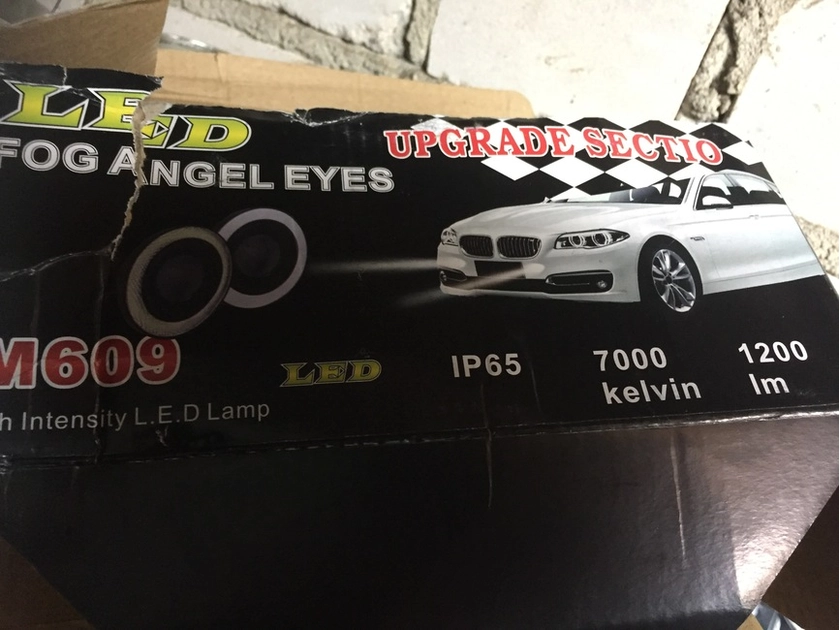 LED
FOG ANGEL EYES
UPGRADE SECTIO
M609
LED
IP65
7000
kelvin
1200
lm
h Intensity L.E.D Lamp